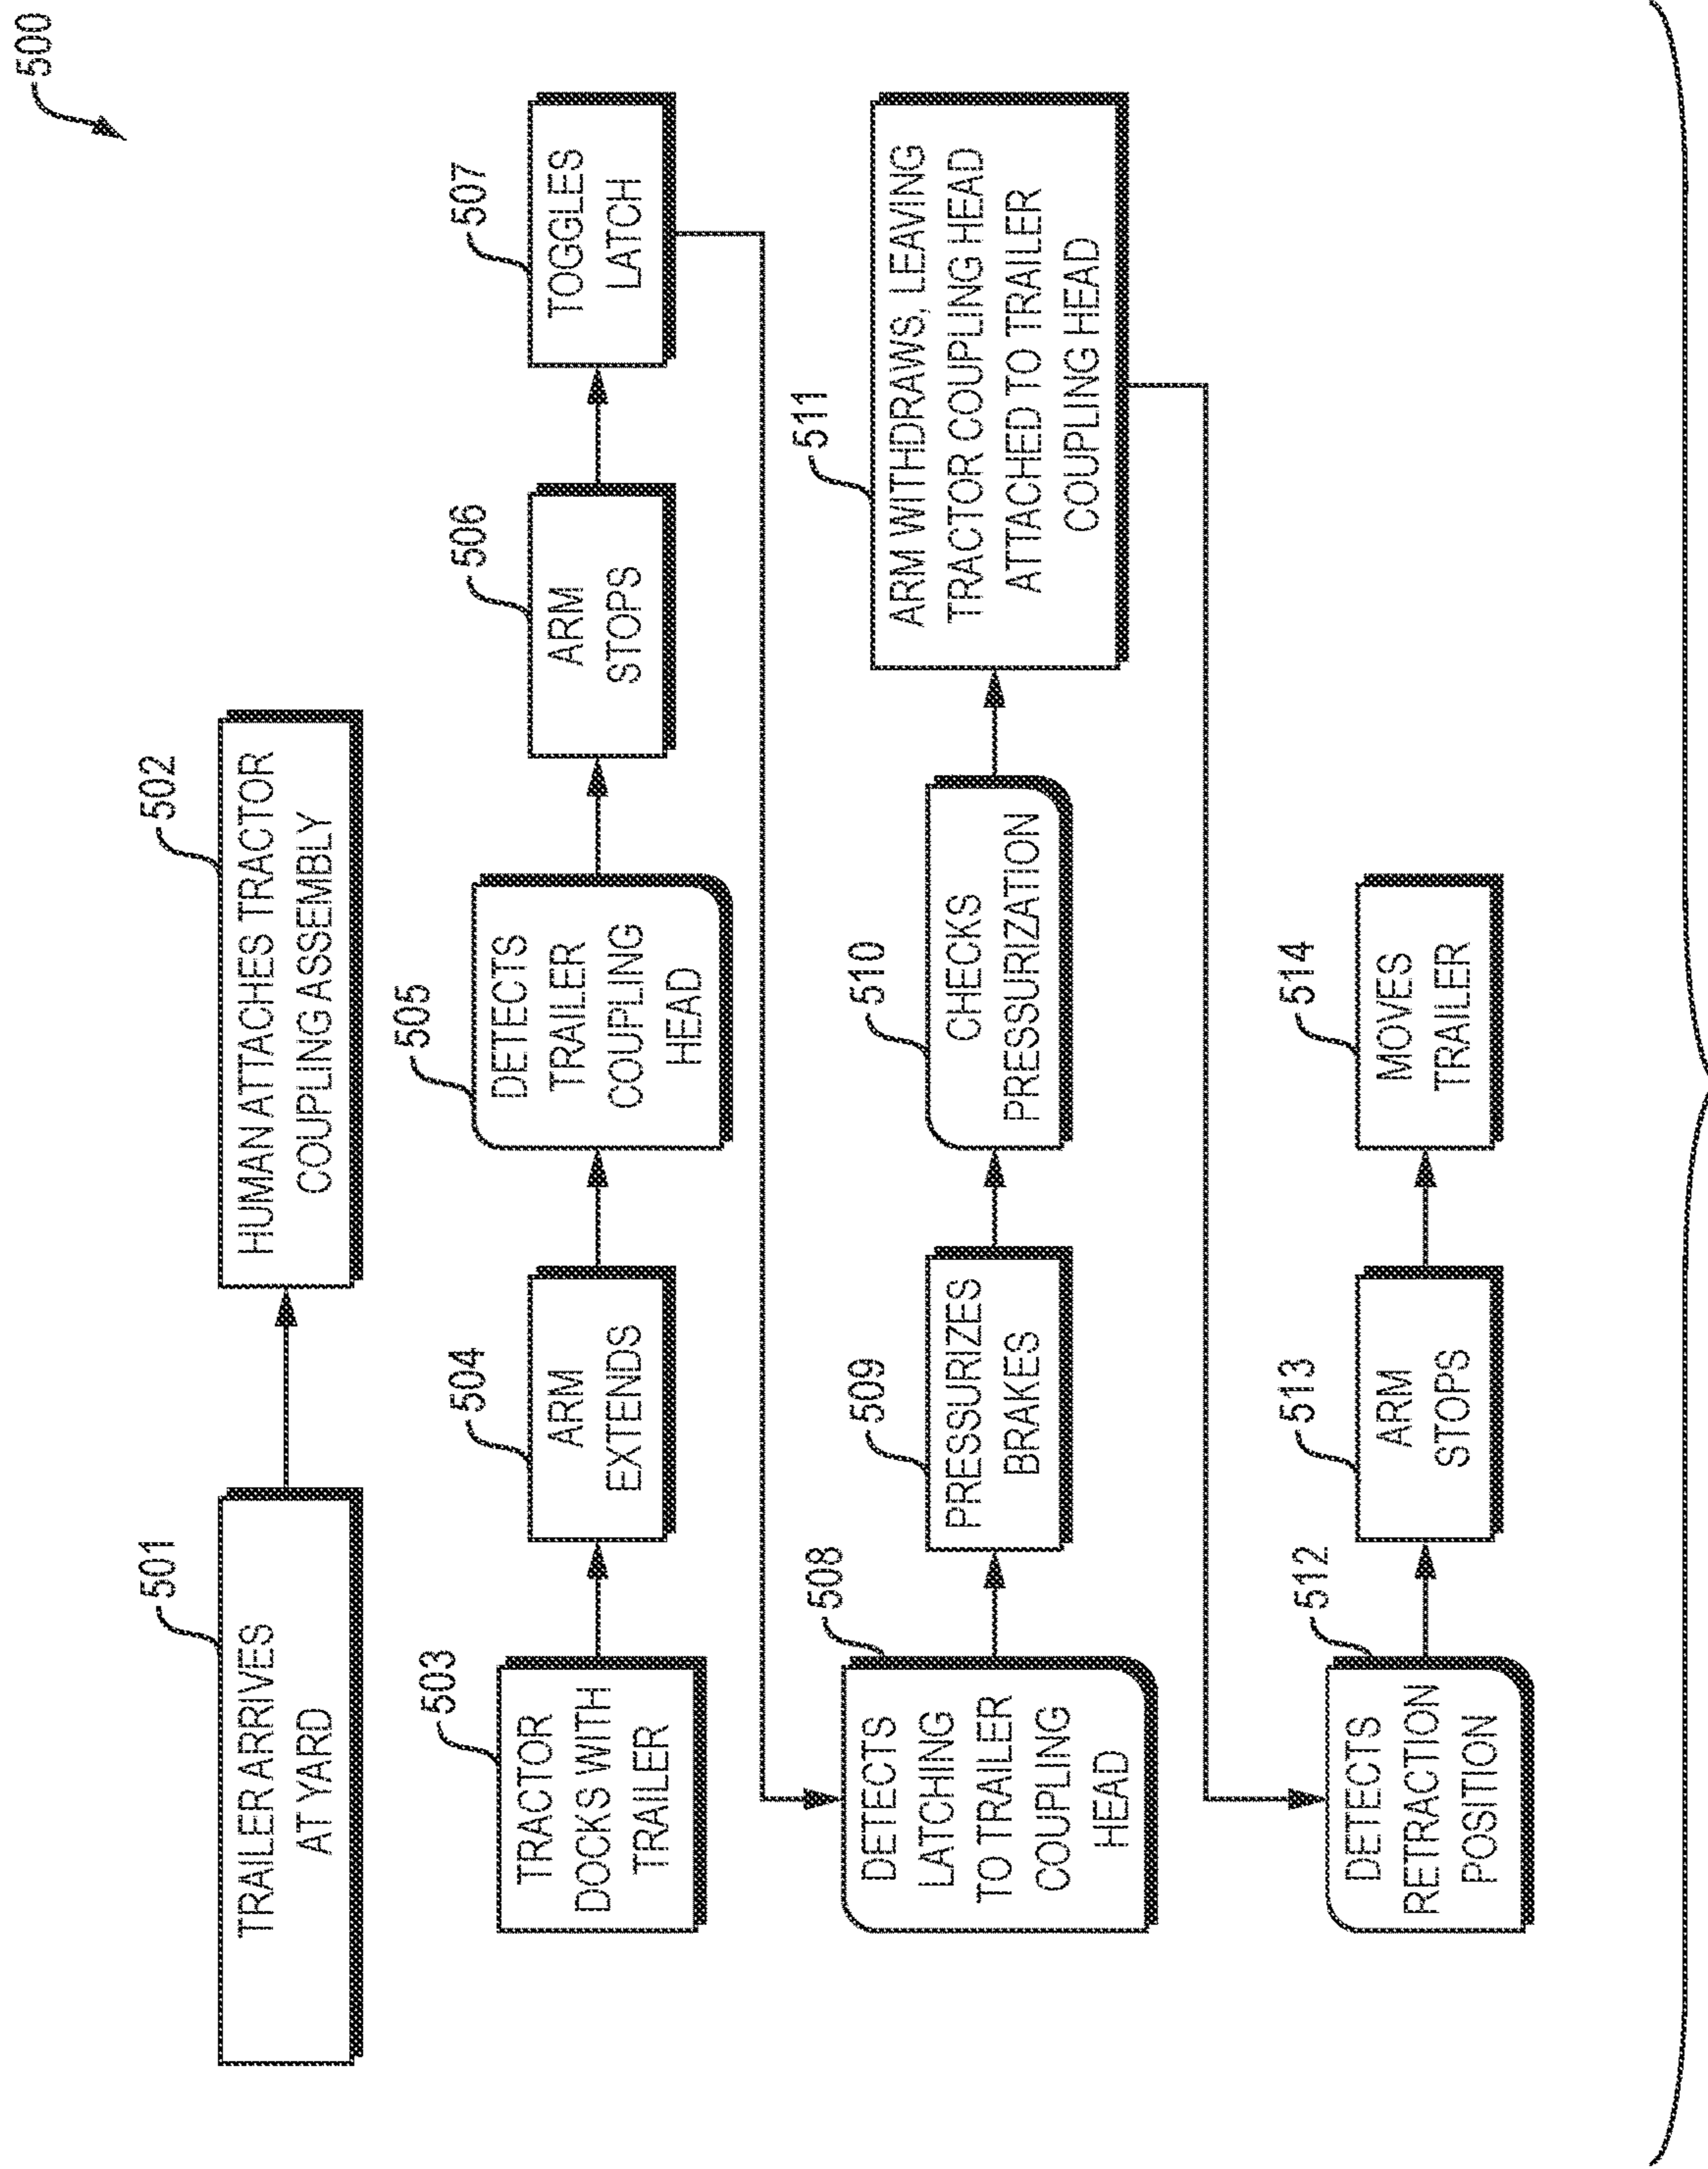 500
501
TRAILER ARRIVES
AT YARD
502
HUMAN ATTACHES TRACTOR
COUPLING ASSEMBLY
503
TRACTOR
DOCKS WITH
TRAILER
504
ARM
EXTENDS
505
DETECTS
TRAILER
COUPLING
HEAD
506
ARM
STOPS
507
TOGGLES
LATCH
508
DETECTS
LATCHING
TO TRAILER
COUPLING
HEAD
509
PRESSURIZES
BRAKES
510
CHECKS
PRESSURIZATION
511
ARM WITHDRAWS, LEAVING
TRACTOR COUPLING HEAD
ATTACHED TO TRAILER
COUPLING HEAD
512
DETECTS
RETRACTION
POSITION
513
ARM
STOPS
514
MOVES
TRAILER